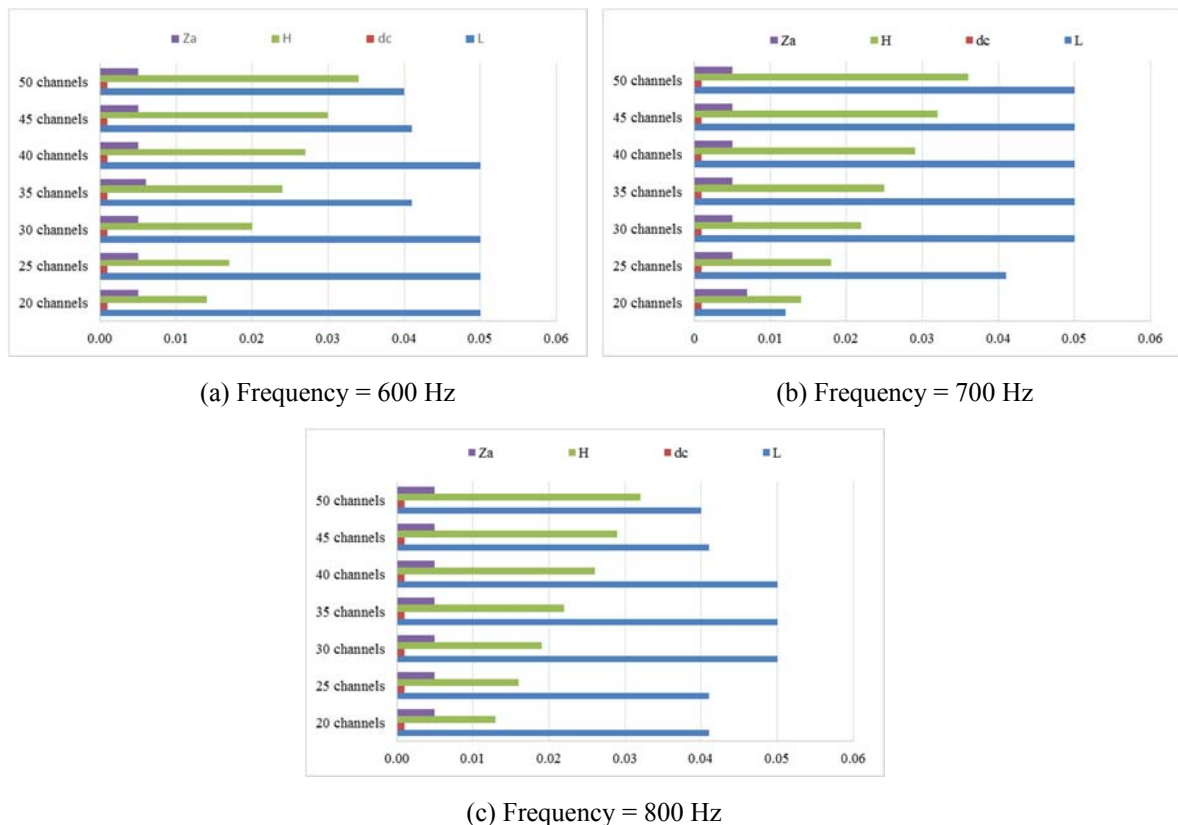 Za H dc L
50 channels
45 channels
40 channels
35 channels
30 channels
25 channels
20 channels
0.00 0.01 0.02 0.03 0.04 0.05 0.06
(a) Frequency = 600 Hz
Za H dc L
50 channels
45 channels
40 channels
35 channels
30 channels
25 channels
20 channels
0 0.01 0.02 0.03 0.04 0.05 0.06
(b) Frequency = 700 Hz
Za H dc L
50 channels
45 channels
40 channels
35 channels
30 channels
25 channels
20 channels
0.00 0.01 0.02 0.03 0.04 0.05 0.06
(c) Frequency = 800 Hz